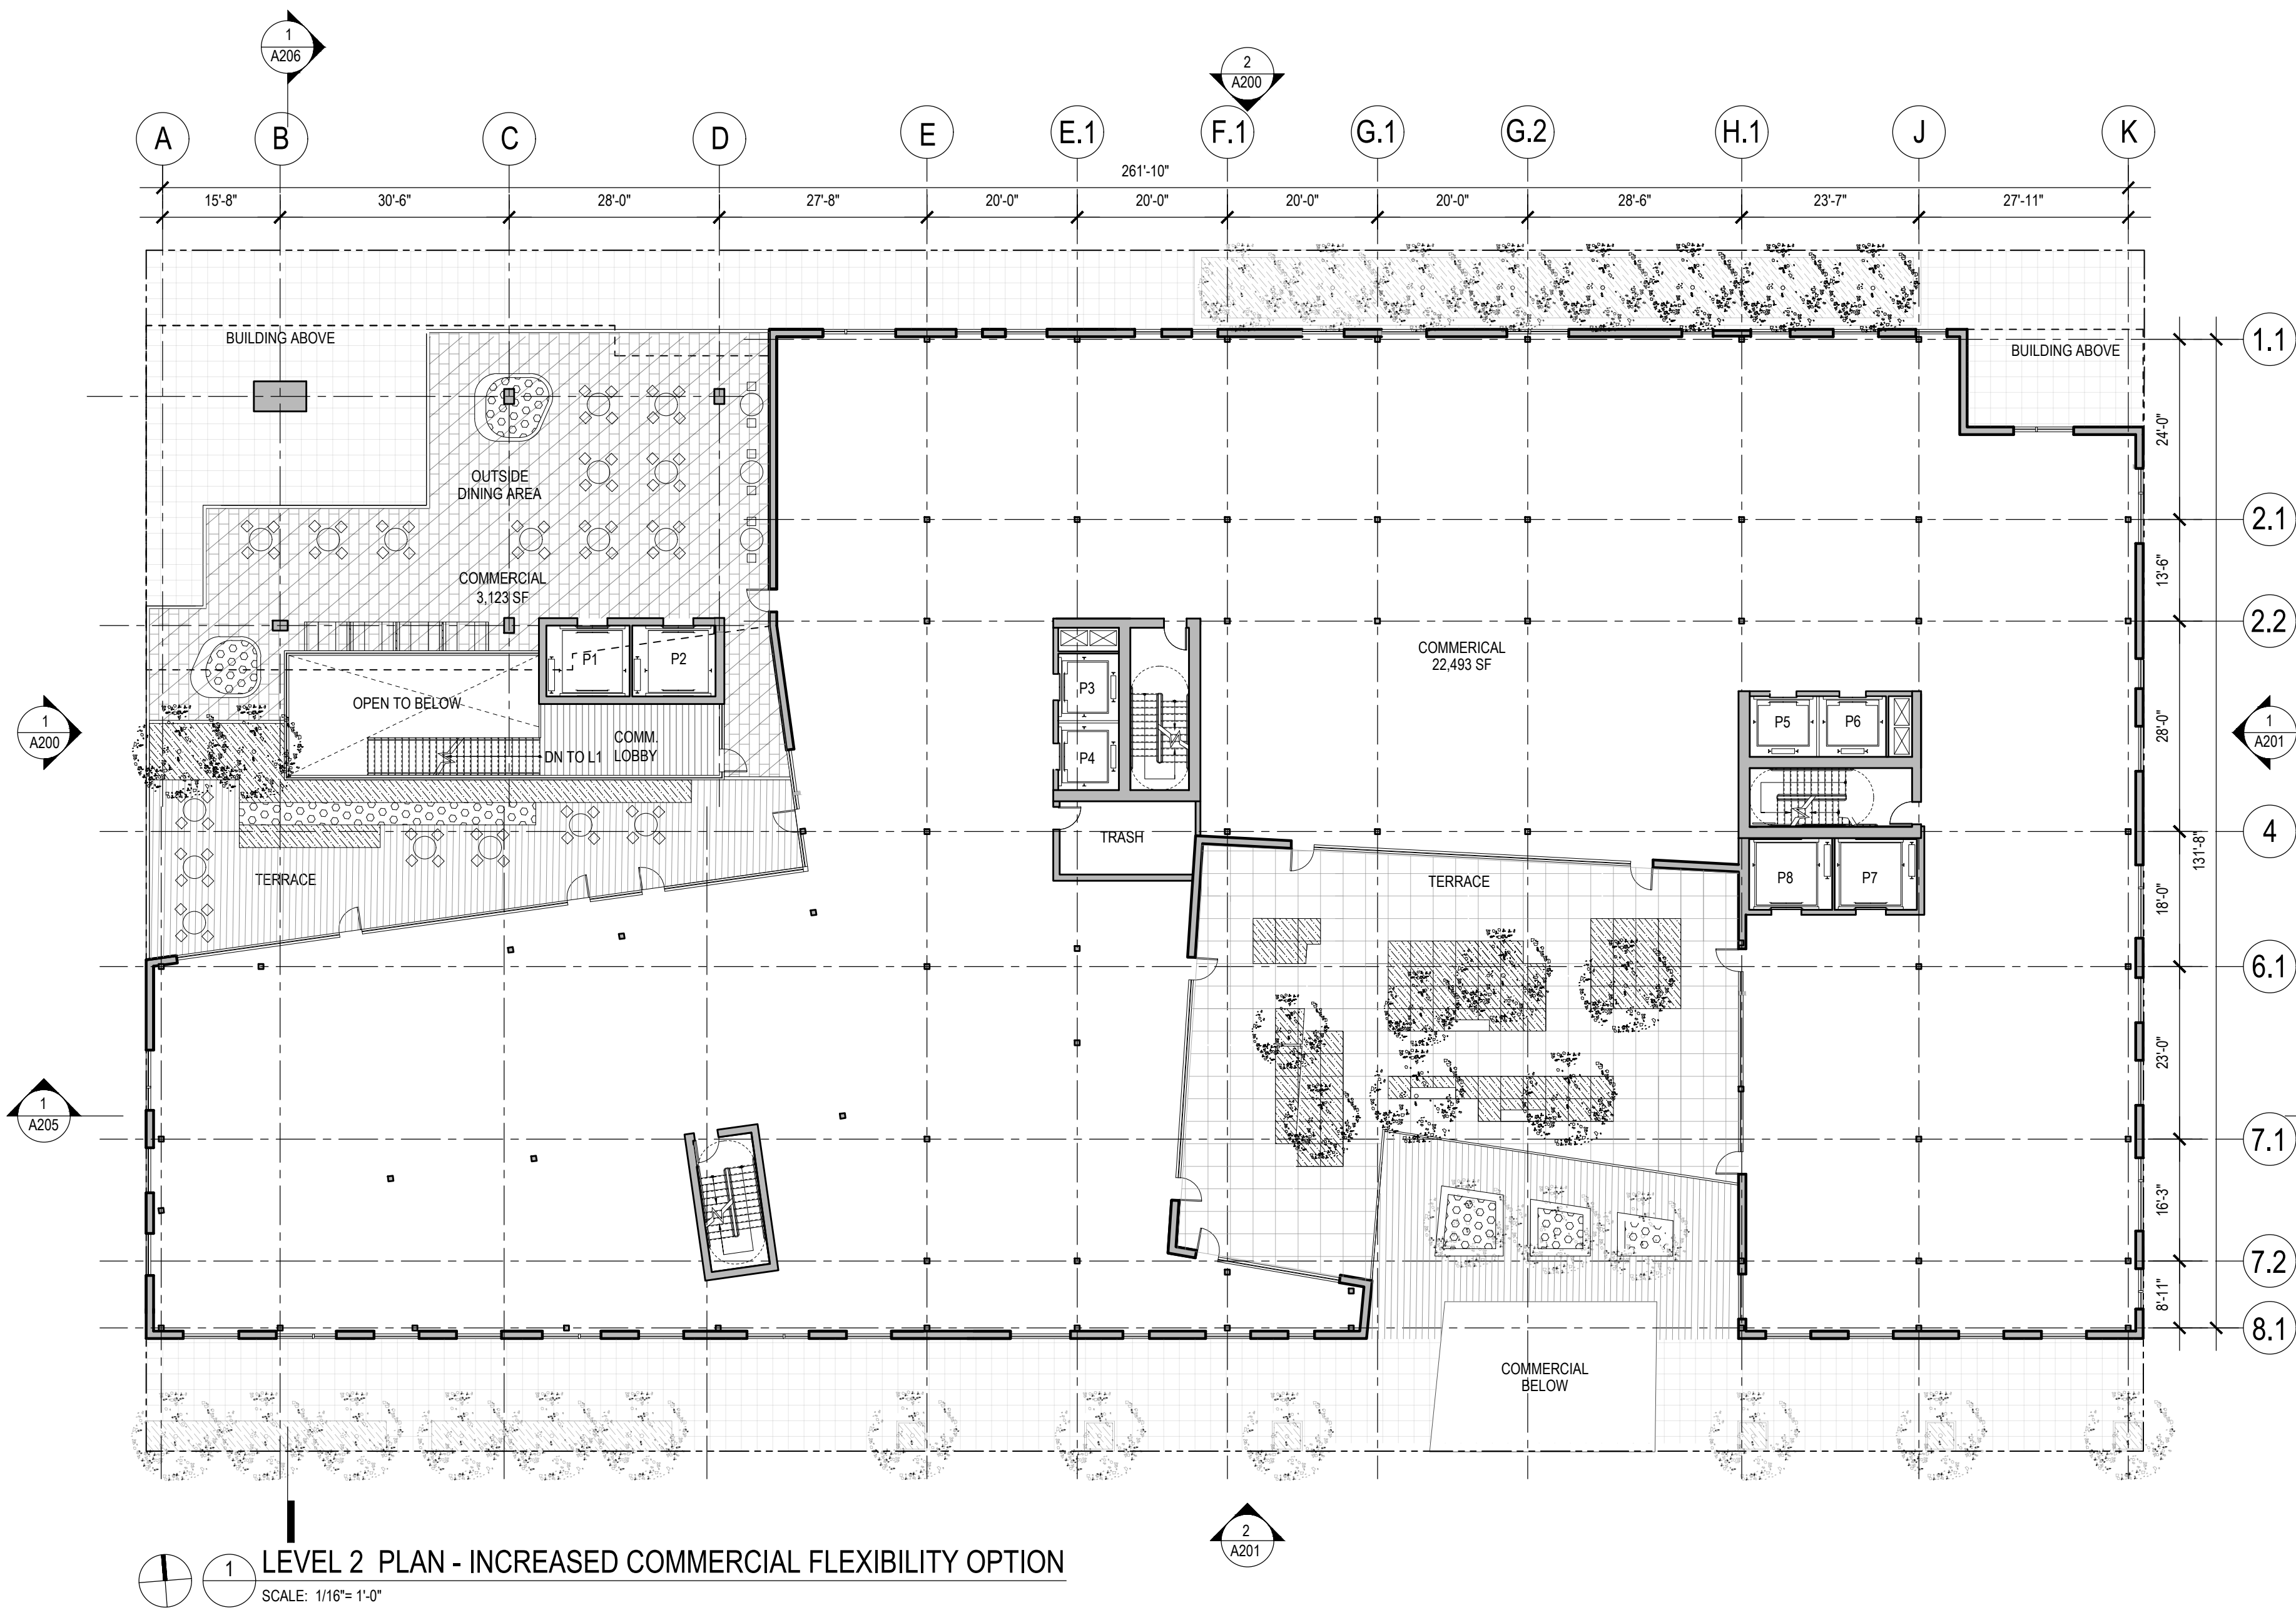 1
A206
2
A200
A
B
C
D
E
E.1
F.1
G.1
G.2
H.1
J
K
261'-10"
15'-8"
30'-6"
28'-0"
27'-8"
20'-0"
20'-0"
20'-0"
20'-0"
28'-6"
23'-7"
27'-11"
BUILDING ABOVE
BUILDING ABOVE
1.1
24'-0"
OUTSIDE
DINING AREA
2.1
13'-6"
COMMERCIAL
3,123 SF
2.2
COMMERICAL
22,493 SF
P1
P2
P3
P4
P5
P6
OPEN TO BELOW
COMM.
LOBBY
DN TO L1
1
A200
28'-0"
1
A201
TRASH
4
131'-8"
TERRACE
TERRACE
P8
P7
18'-0"
6.1
23'-0"
1
A205
7.1
16'-3"
7.2
8'-11"
8.1
COMMERCIAL
BELOW
2
A201
1
LEVEL 2 PLAN - INCREASED COMMERCIAL FLEXIBILITY OPTION
SCALE: 1/16"= 1'-0"